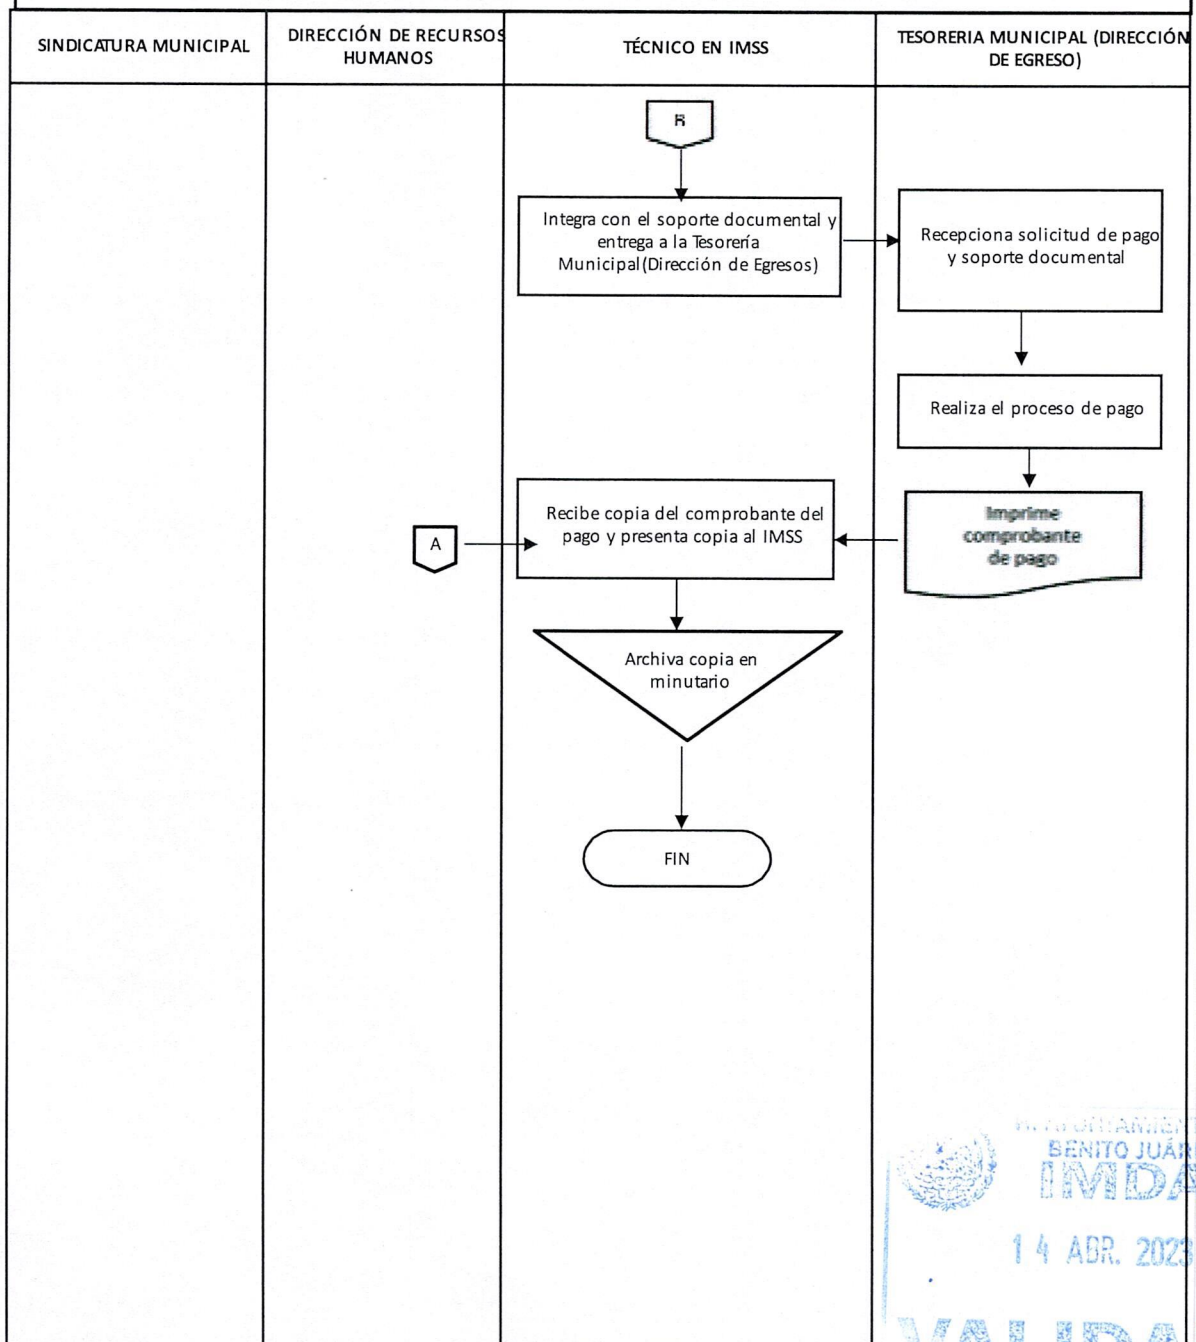 SINDICATURA MUNICIPAL
DIRECCIÓN DE RECURSOS
HUMANOS
TÉCNICO EN IMSS
TESORERIA MUNICIPAL (DIRECCIÓN
DE EGRESO)
Integra con el soporte documental y
entrega a la Tesorería
Municipal(Dirección de Egresos)
Recepciona solicitud de pago
y soporte documental
Realiza el proceso de pago
Imprime
comprobante
de pago
Recibe copia del comprobante del
pago y presenta copia al IMSS
A
Archiva copia en
minutario
FIN
BENITO JUÁR
IMDA
14 ABR. 2023
VALIDA